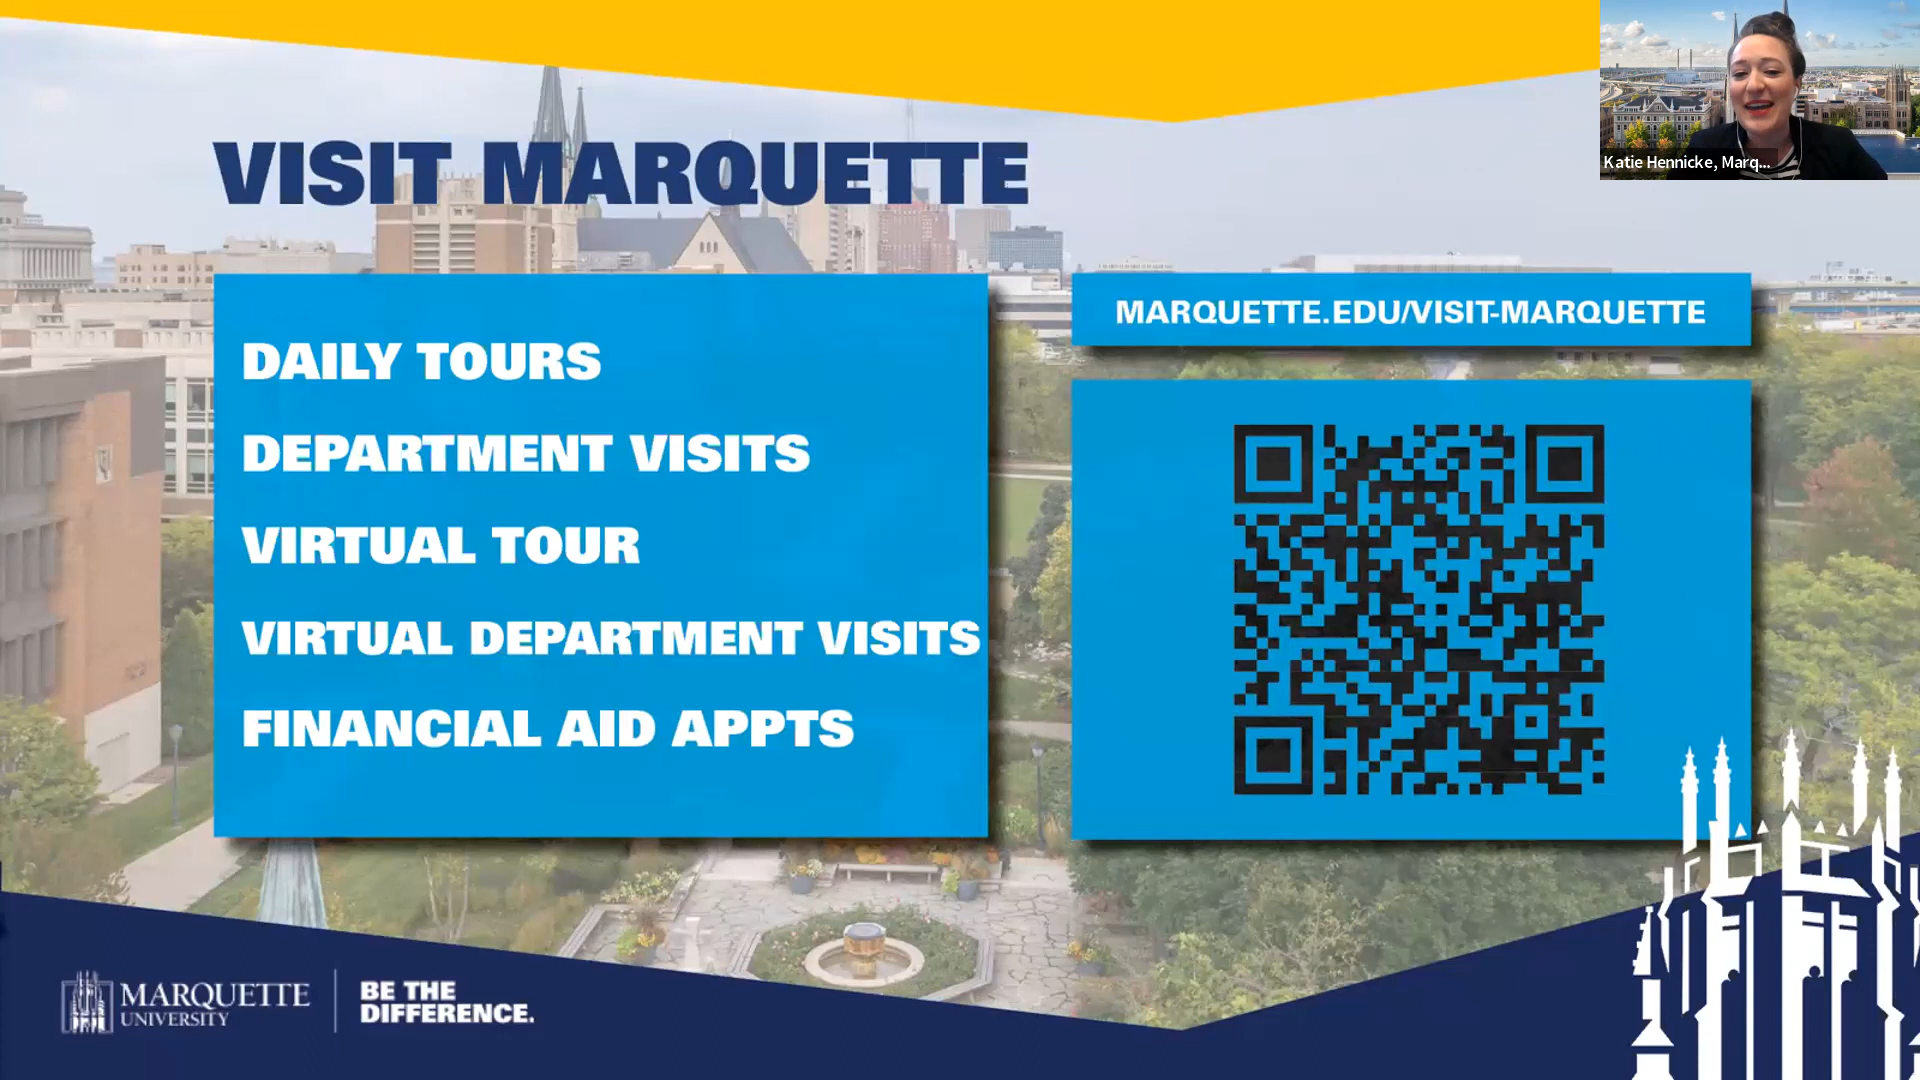 VISIT MARQUETTE
DAILY TOURS
DEPARTMENT VISITS
VIRTUAL TOUR
VIRTUAL DEPARTMENT VISITS
FINANCIAL AID APPTS
MARQUETTE.EDU/VISIT-MARQUETTE
Katie Hennicke, Marq...
MARQUETTE
UNIVERSITY
BE THE
DIFFERENCE.